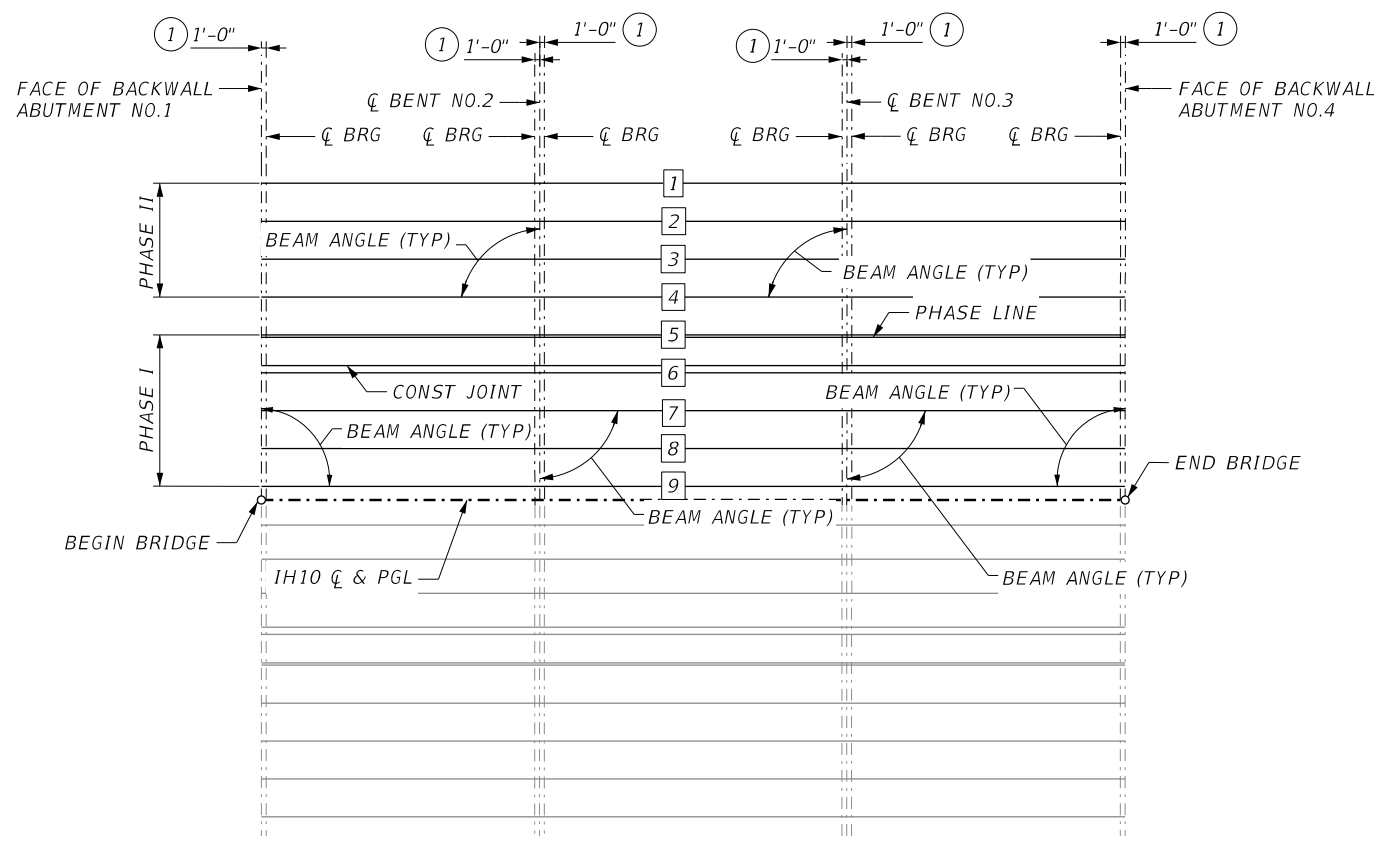 1 1'-0"
1 1'-0"
1'-0" 1
1 1'-0"
1'-0" 1
1'-0" 1
FACE OF BACKWALL
ABUTMENT NO.1
℄ BENT NO.2
℄ BENT NO.3
FACE OF BACKWALL
ABUTMENT NO.4
℄ BRG
℄ BRG
℄ BRG
℄ BRG
℄ BRG
℄ BRG
PHASE II
1
2
BEAM ANGLE (TYP)
3
BEAM ANGLE (TYP)
4
PHASE LINE
5
PHASE I
6
CONST JOINT
BEAM ANGLE (TYP)
7
BEAM ANGLE (TYP)
8
END BRIDGE
9
BEAM ANGLE (TYP)
BEGIN BRIDGE
IH10 ℄ & PGL
BEAM ANGLE (TYP)